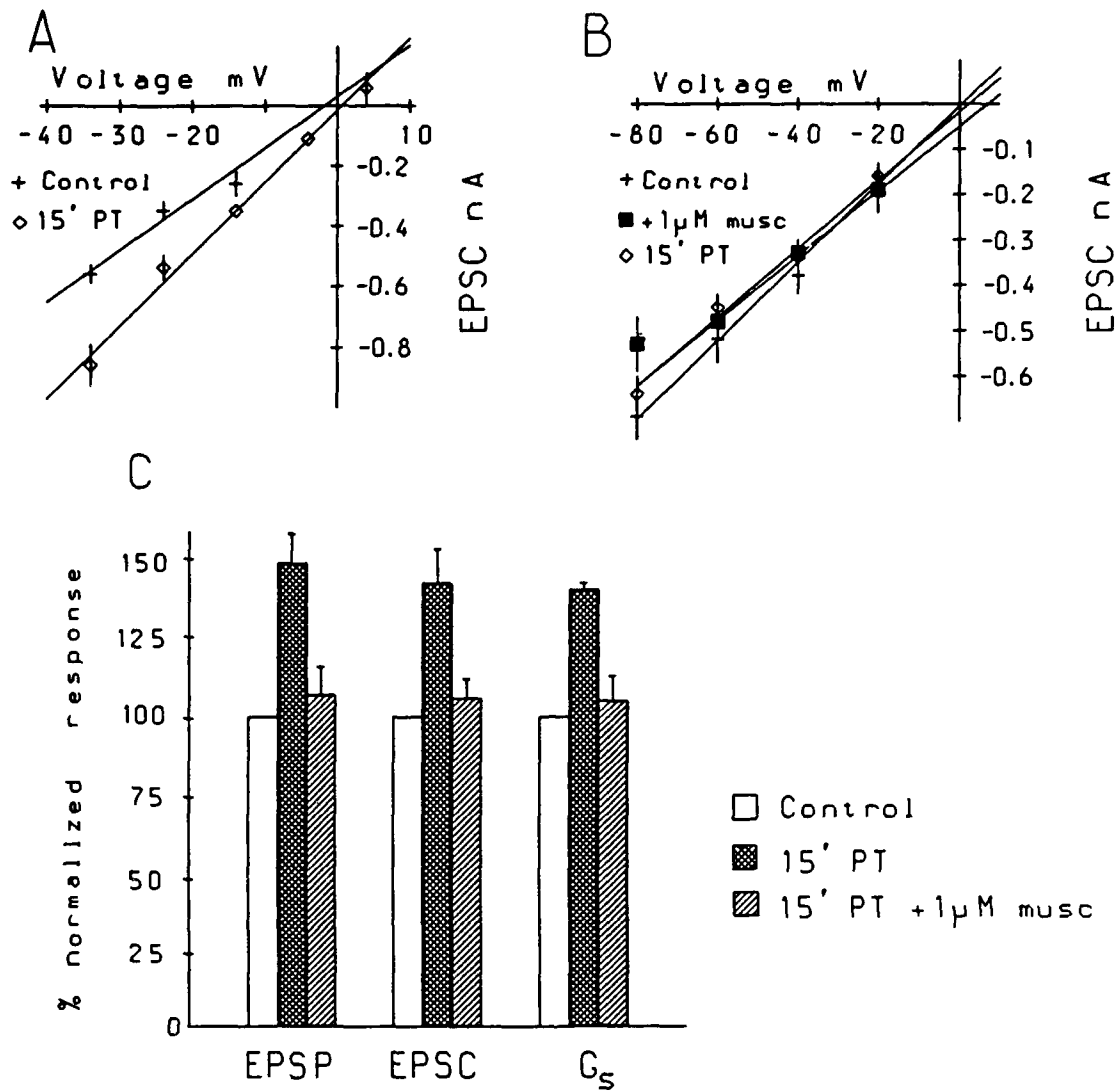 A
Voltage mV
-40 -30 -20 10
-0.2
-0.4
-0.6
-0.8
EPSC nA
+ Control
◇ 15' PT
B
Voltage mV
-80 -60 -40 -20
-0.1
-0.2
-0.3
-0.4
-0.5
-0.6
EPSC nA
+ Control
■ +1μM musc
◇ 15' PT
C
% normalized response
150
125
100
75
50
25
0
EPSP EPSC Gs
Control
15' PT
15' PT +1μM musc